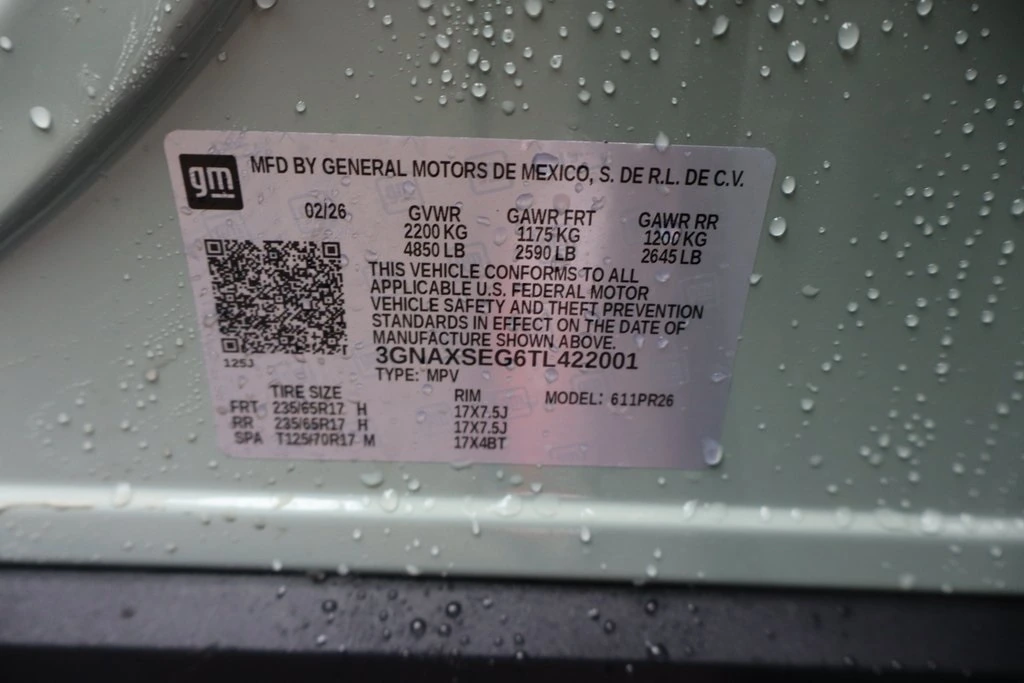 gm
MFD BY GENERAL MOTORS DE MEXICO, S. DE R.L. DE C.V.
02/26 GVWR GAWR FRT GAWR RR
2200 KG 1175 KG 1200 KG
4850 LB 2590 LB 2645 LB
THIS VEHICLE CONFORMS TO ALL
APPLICABLE U.S. FEDERAL MOTOR
VEHICLE SAFETY AND THEFT PREVENTION
STANDARDS IN EFFECT ON THE DATE OF
MANUFACTURE SHOWN ABOVE.
125J
3GNAXSEG6TL422001
TYPE: MPV
TIRE SIZE RIM MODEL: 611PR26
FRT 235/65R17 H 17X7.5J
RR 235/65R17 H 17X7.5J
SPA T125/70R17 M 17X4BT